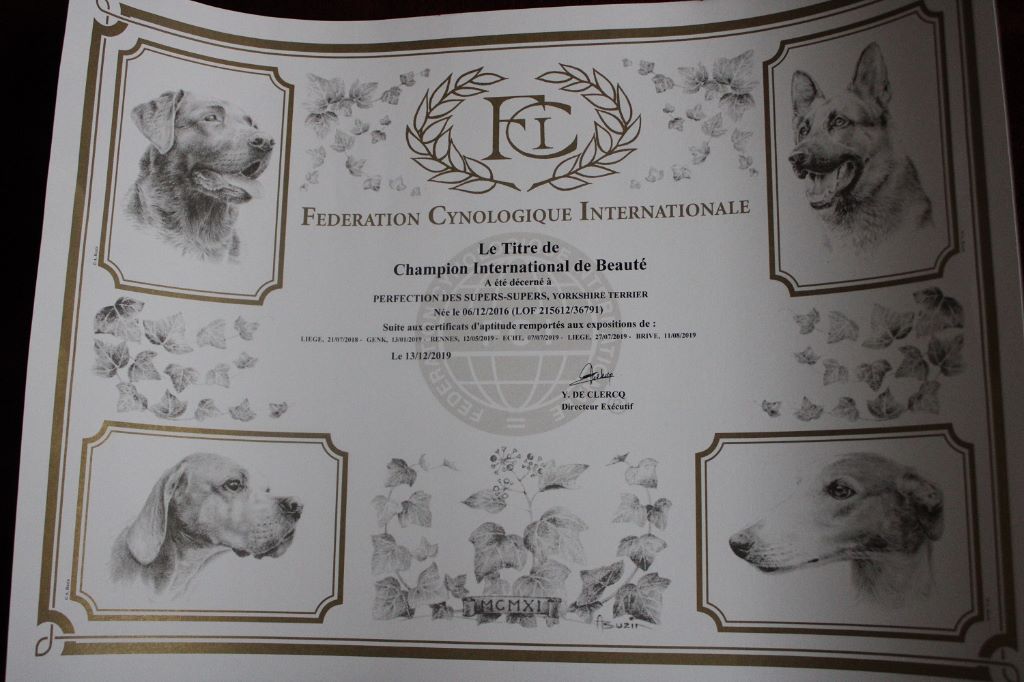 FCI
FEDERATION CYNOLOGIQUE INTERNATIONALE
Le Titre de
Champion International de Beauté
A été décerné à
PERFECTION DES SUPERS-SUPERS, YORKSHIRE TERRIER
Née le 06/12/2016 (LOF 215612/36791)
Suite aux certificats d'aptitude remportés aux expositions de :
LIEGE, 21/07/2018 - GENK, 13/01/2019 - RENNES, 12/05/2019 - ECHT, 07/07/2019 - LIEGE, 27/07/2019 - BRIVE, 11/08/2019
Le 13/12/2019
Y. DE CLERCQ
Directeur Exécutif
MCMXI